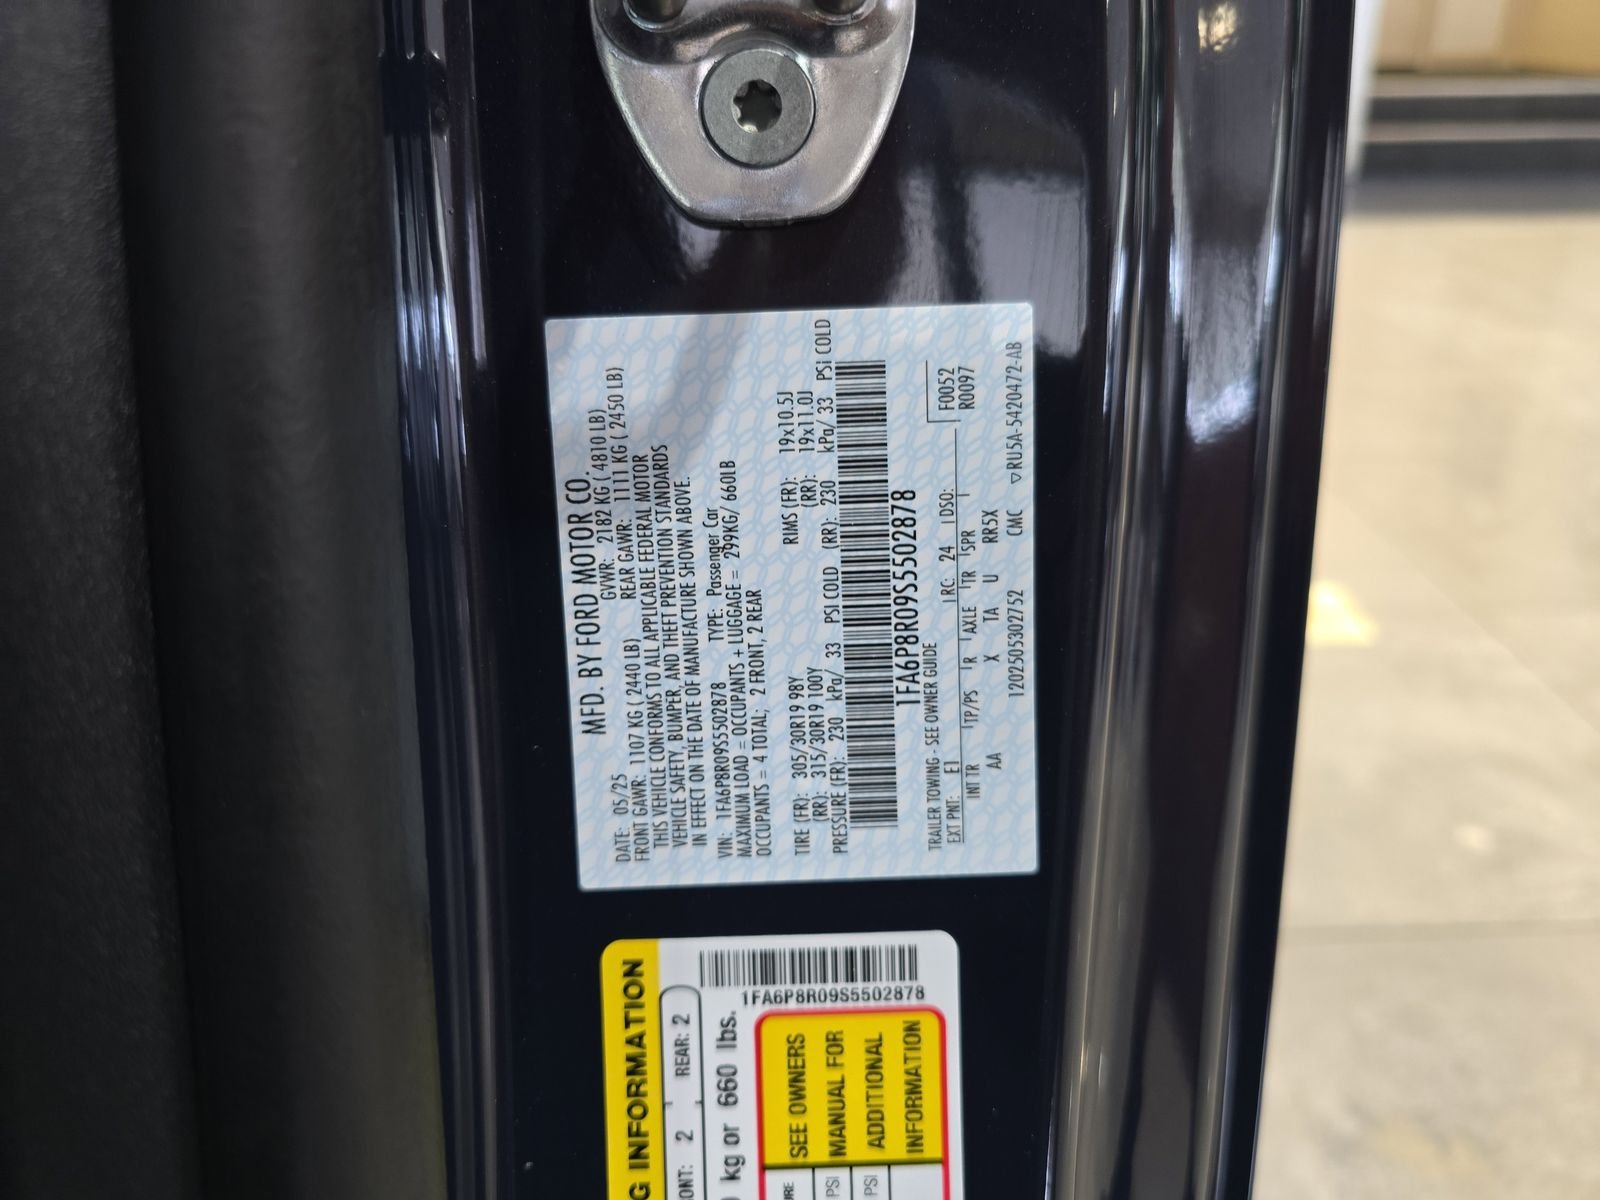 MFD. BY FORD MOTOR CO.
DATE: 05/25 GVWR: 2182 KG ( 4810 LB)
FRONT GAWR: 1107 KG ( 2440 LB) REAR GAWR: 1111 KG ( 2450 LB)
THIS VEHICLE CONFORMS TO ALL APPLICABLE FEDERAL MOTOR
VEHICLE SAFETY, BUMPER, AND THEFT PREVENTION STANDARDS
IN EFFECT ON THE DATE OF MANUFACTURE SHOWN ABOVE.
VIN: 1FA6P8R09S5502878 TYPE: Passenger Car
MAXIMUM LOAD = OCCUPANTS + LUGGAGE = 299KG/ 660LB
OCCUPANTS = 4 TOTAL; 2 FRONT, 2 REAR
TIRE (FR): 305/30R19 98Y RIMS (FR): 19x10.5J
(RR): 315/30R19 100Y (RR): 19x11.0J
PRESSURE (FR): 230 kPa/ 33 PSI COLD (RR): 230 kPa/ 33 PSI COLD
1FA6P8R09S5502878
TRAILER TOWING - SEE OWNER GUIDE F0052
EXT PNT: E1 RC: 24 DSO: R0097
INT TR TP/PS R AXLE TR SPR
AA X TA U RR5X
1202505302752 CMC ▽RU5A-5420472-AB
G INFORMATION
ONT: 2 REAR: 2
kg or 660 lbs.
1FA6P8R09S5502878
SEE OWNERS
MANUAL FOR
ADDITIONAL
INFORMATION
URE
PSI
PSI